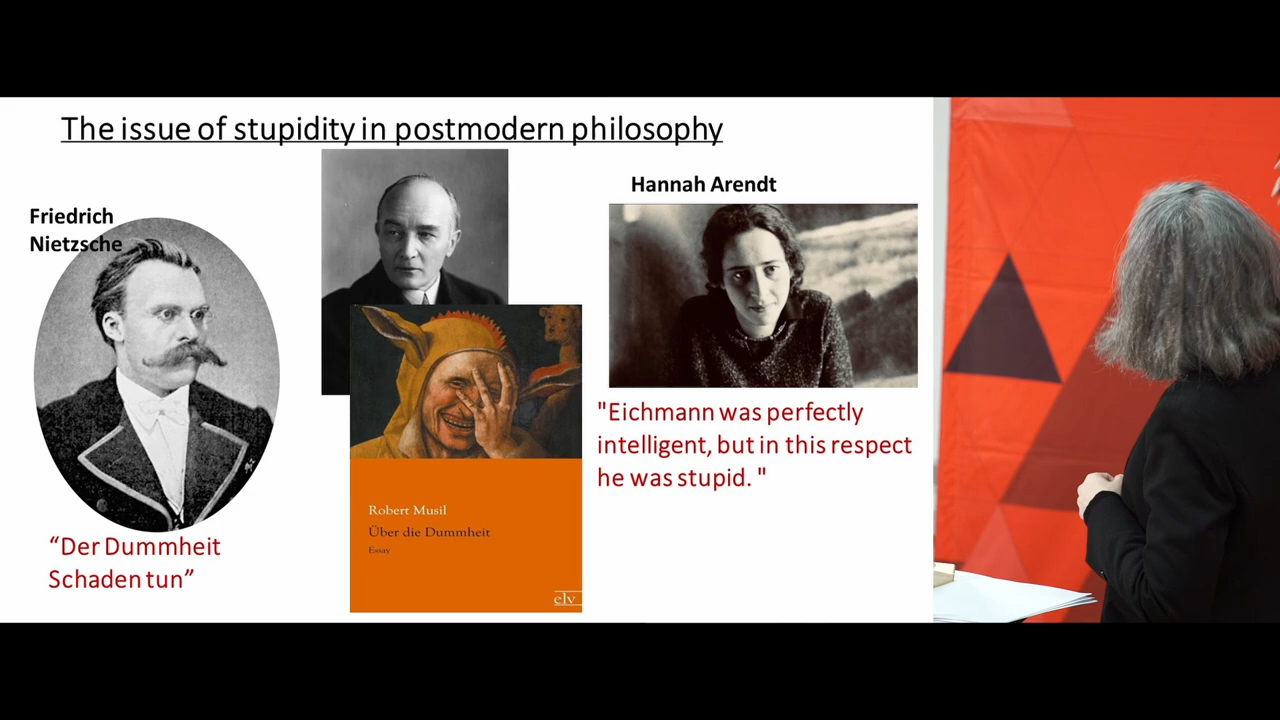 The issue of stupidity in postmodern philosophy
Friedrich
Nietzsche
“Der Dummheit
Schaden tun”
Robert Musil
Über die Dummheit
Essay
elv
Hannah Arendt
"Eichmann was perfectly
intelligent, but in this respect
he was stupid. "